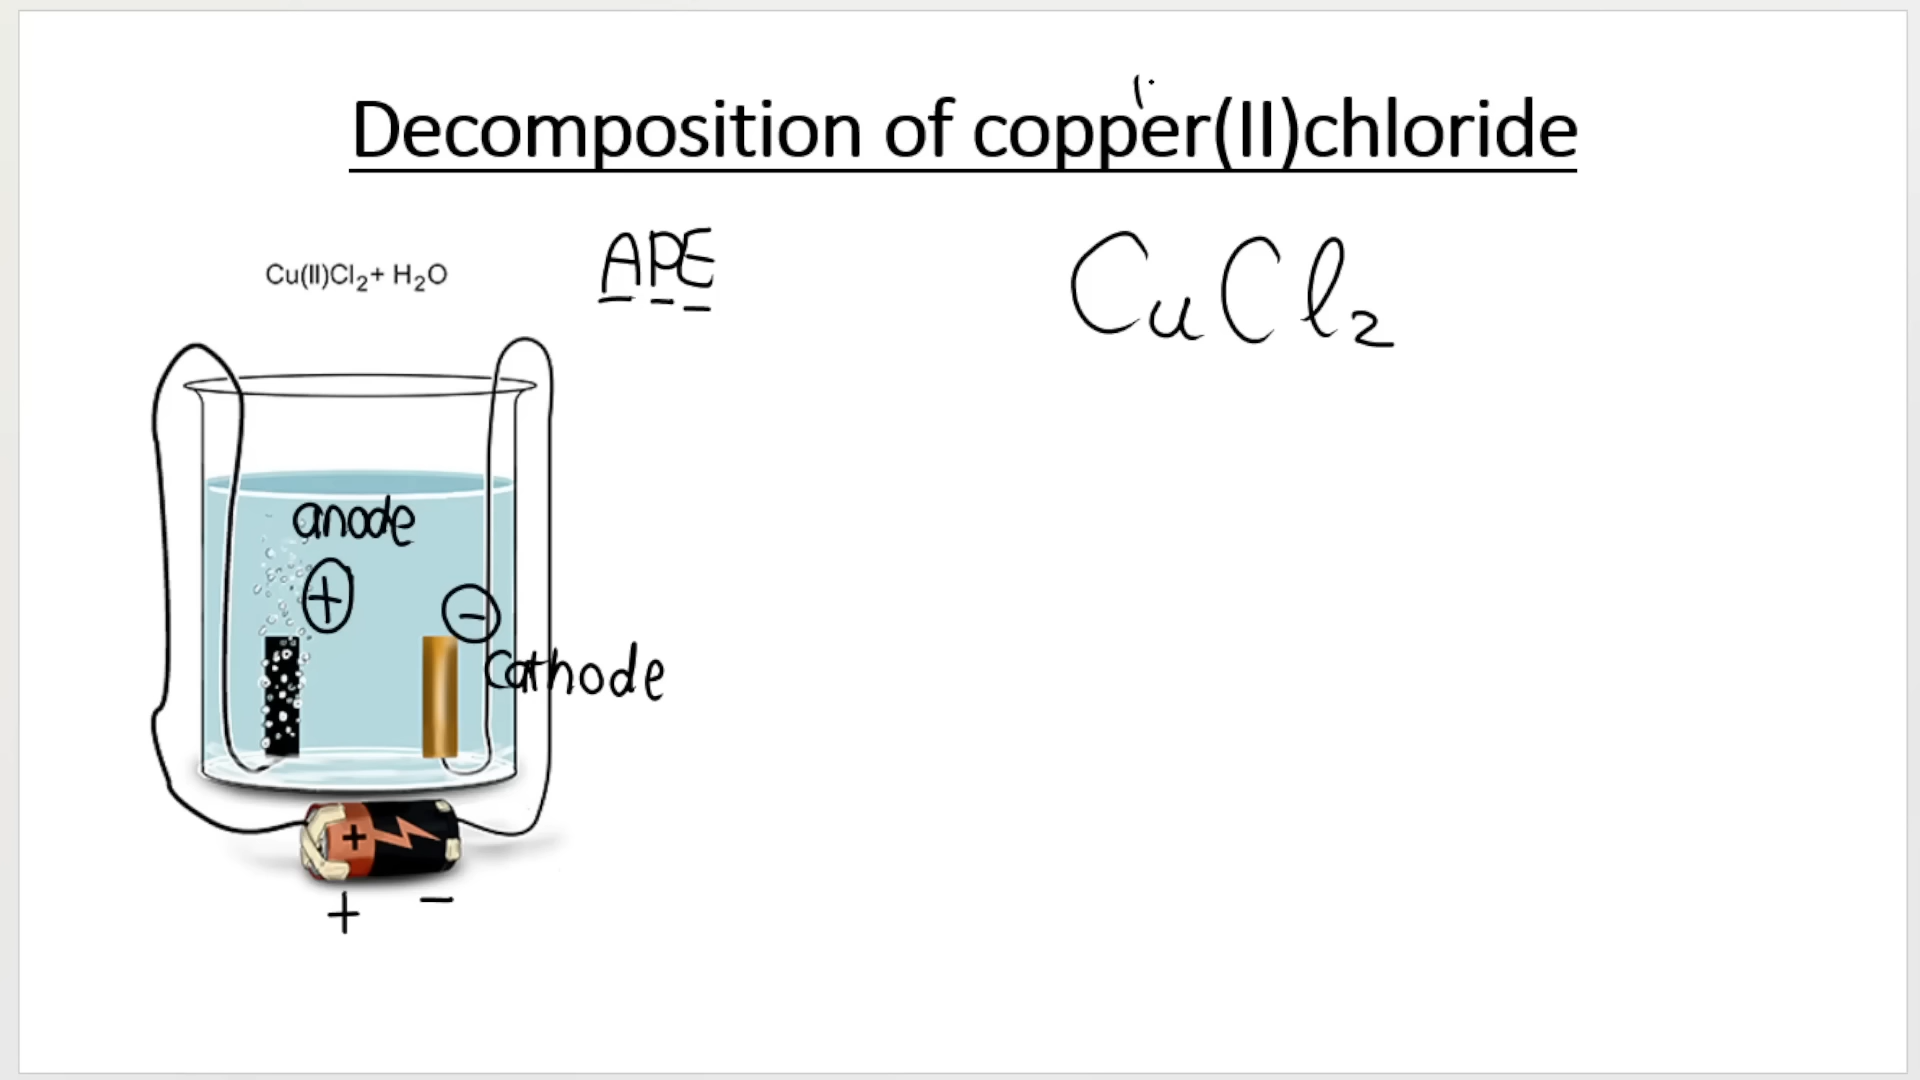 Decomposition of copper(II)chloride
Cu(II)Cl₂+ H₂O
APE
CuCl₂
anode
+
−
cathode
+
+ −